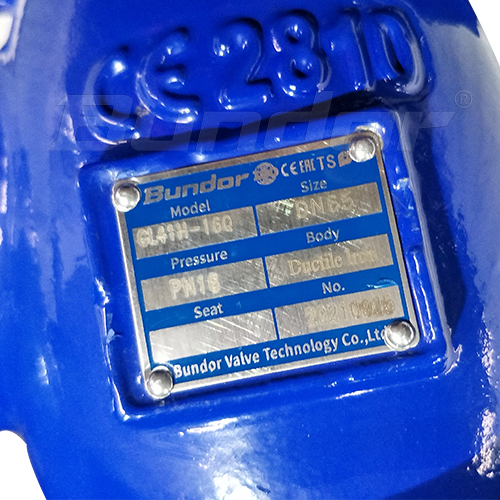 CE 2810
Bundor®
Bundor CE EAC TS
Model Size
GL41H-16Q DN65
Pressure Body
PN16 Ductile Iron
Seat No.
Bundor Valve Technology Co.,Ltd